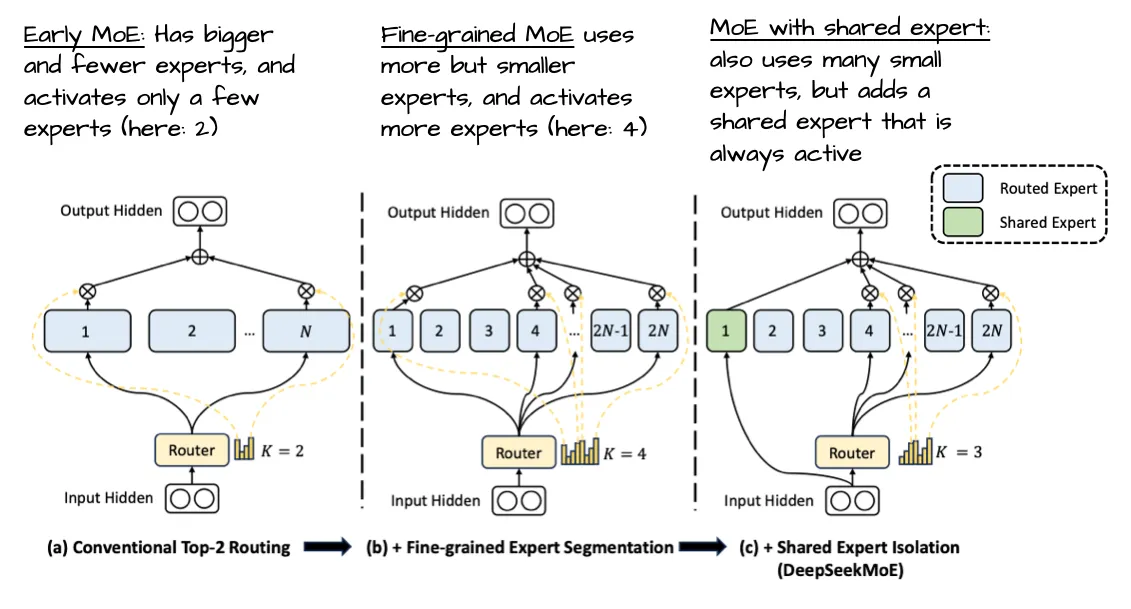 Early MoE: Has bigger
and fewer experts, and
activates only a few
experts (here: 2)
Fine-grained MoE uses
more but smaller
experts, and activates
more experts (here: 4)
MoE with shared expert:
also uses many small
experts, but adds a
shared expert that is
always active
Routed Expert
Shared Expert
Output Hidden
1
2
...
N
Router
K = 2
Input Hidden
(a) Conventional Top-2 Routing
Output Hidden
1
2
3
4
...
2N-1
2N
Router
K = 4
Input Hidden
(b) + Fine-grained Expert Segmentation
Output Hidden
1
2
3
4
...
2N-1
2N
Router
K = 3
Input Hidden
(c) + Shared Expert Isolation
(DeepSeekMoE)